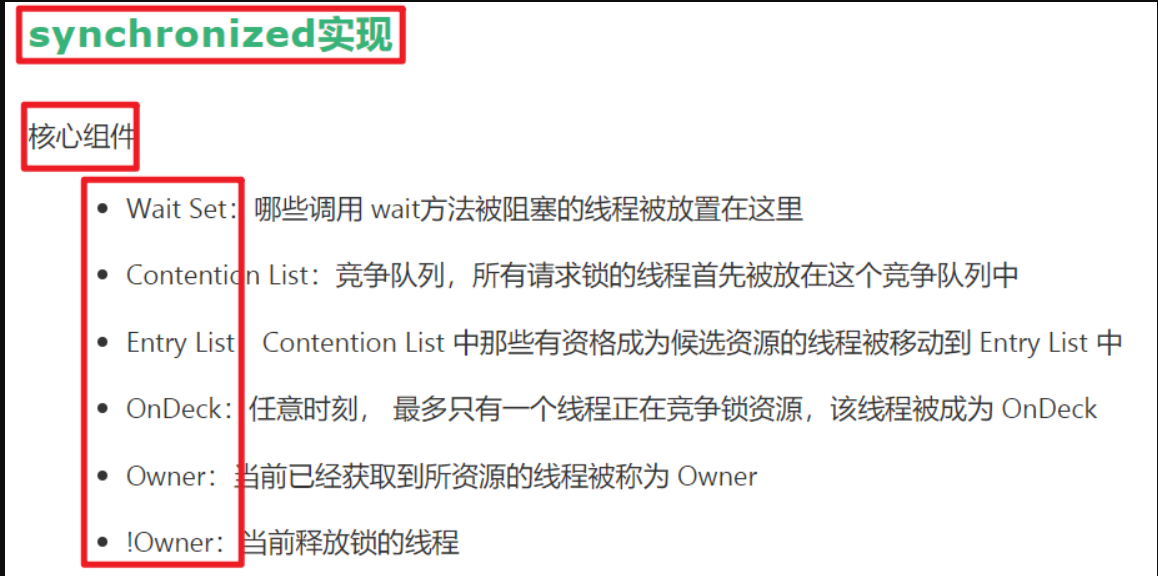 synchronized实现
核心组件
Wait Set：哪些调用 wait方法被阻塞的线程被放置在这里
Contention List：竞争队列，所有请求锁的线程首先被放在这个竞争队列中
Entry List  Contention List 中那些有资格成为候选资源的线程被移动到 Entry List 中
OnDeck：任意时刻， 最多只有一个线程正在竞争锁资源，该线程被成为 OnDeck
Owner：当前已经获取到所资源的线程被称为 Owner
!Owner：当前释放锁的线程